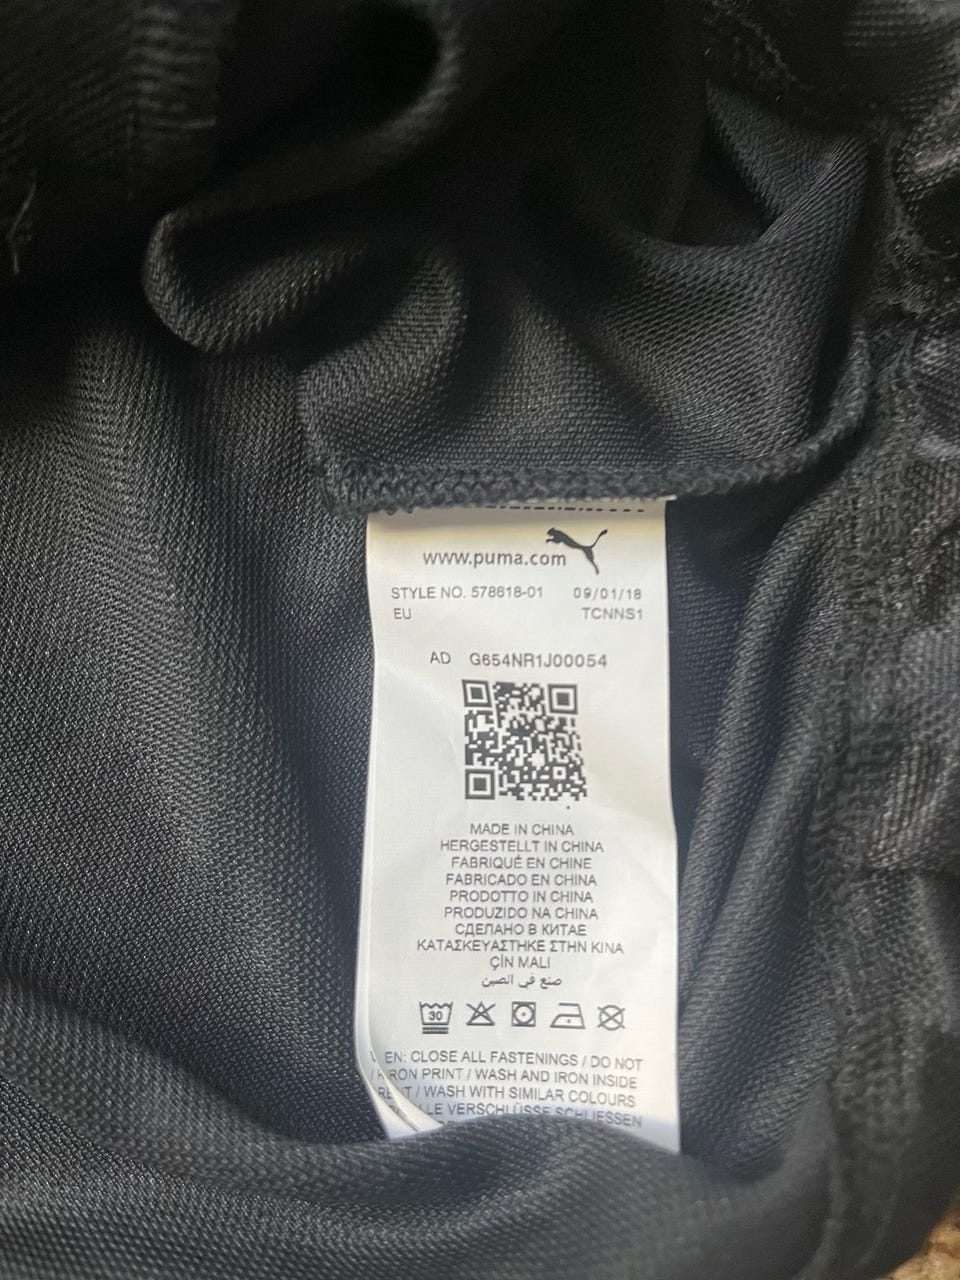 www.puma.com
STYLE NO. 578618-01 09/01/18
EU TCNNS1
AD G654NR1J00054
MADE IN CHINA
HERGESTELLT IN CHINA
FABRIQUÉ EN CHINE
FABRICADO EN CHINA
PRODOTTO IN CHINA
PRODUZIDO NA CHINA
СДЕЛАНО В КИТАЕ
ΚΑΤΑΣΚΕΥΑΣΤΗΚΕ ΣΤΗΝ ΚΙΝΑ
ÇİN MALI
صنع في الصين
30
EN: CLOSE ALL FASTENINGS / DO NOT
IRON PRINT / WASH AND IRON INSIDE
/ WASH WITH SIMILAR COLOURS
VERSCHLÜSSE SCHLIESSEN